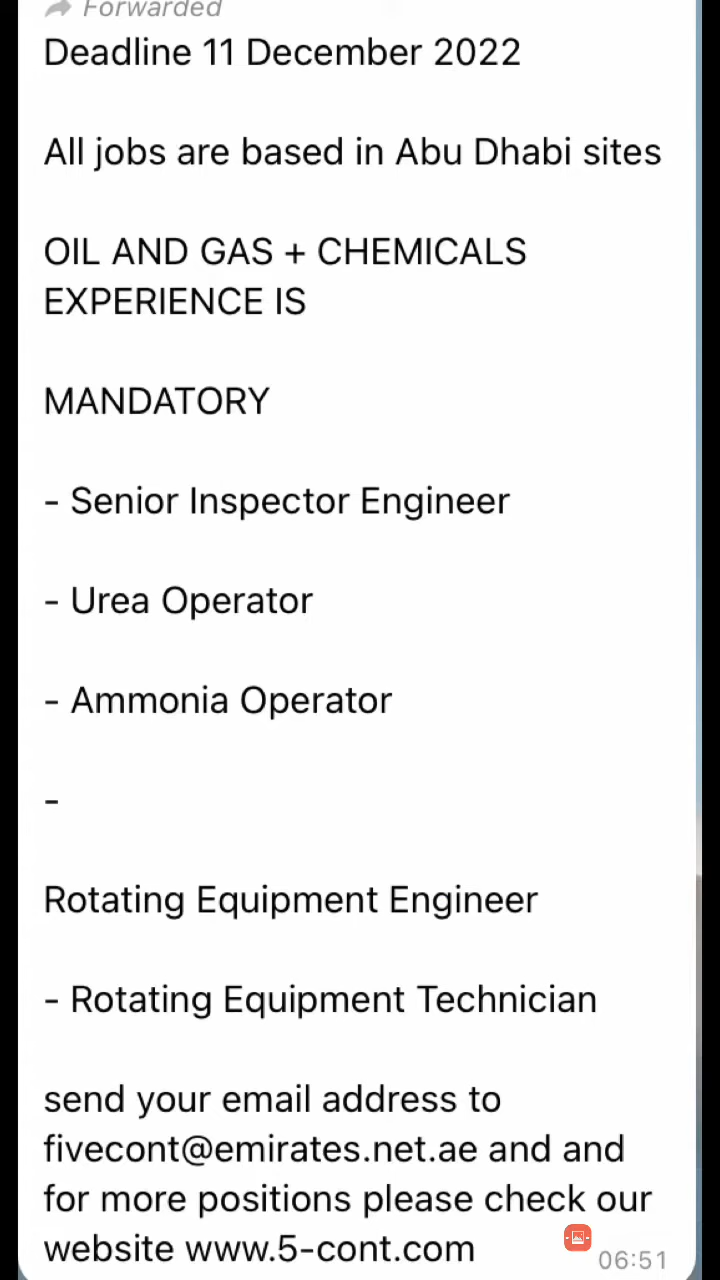 Forwarded
Deadline 11 December 2022
All jobs are based in Abu Dhabi sites
OIL AND GAS + CHEMICALS
EXPERIENCE IS
MANDATORY
- Senior Inspector Engineer
- Urea Operator
- Ammonia Operator
-
Rotating Equipment Engineer
- Rotating Equipment Technician
send your email address to
fivecont@emirates.net.ae and and
for more positions please check our
website www.5-cont.com
06:51